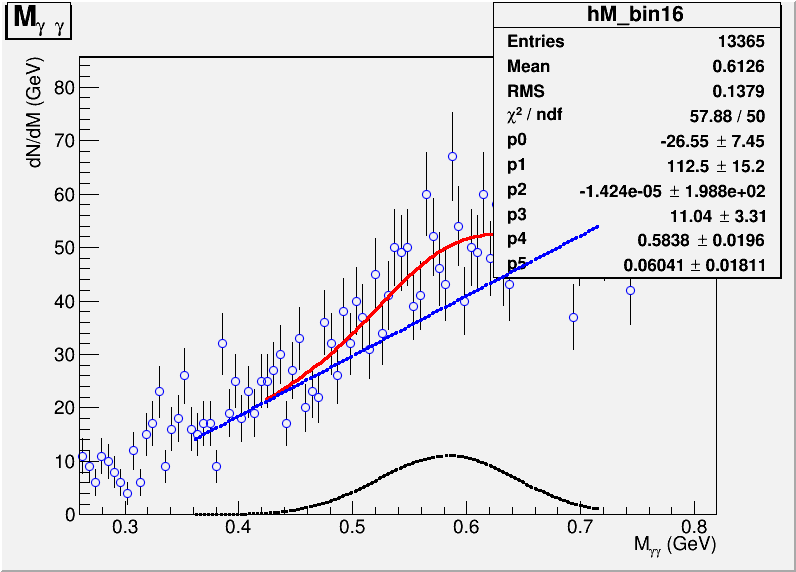 Mγ γ
hM_bin16
Entries 13365
Mean 0.6126
RMS 0.1379
χ² / ndf 57.88 / 50
p0 -26.55 ± 7.45
p1 112.5 ± 15.2
p2 -1.424e-05 ± 1.988e+02
p3 11.04 ± 3.31
p4 0.5838 ± 0.0196
p5 0.06041 ± 0.01811
dN/dM (GeV)
80
70
60
50
40
30
20
10
0
0.3 0.4 0.5 0.6 0.7 0.8
Mγγ (GeV)